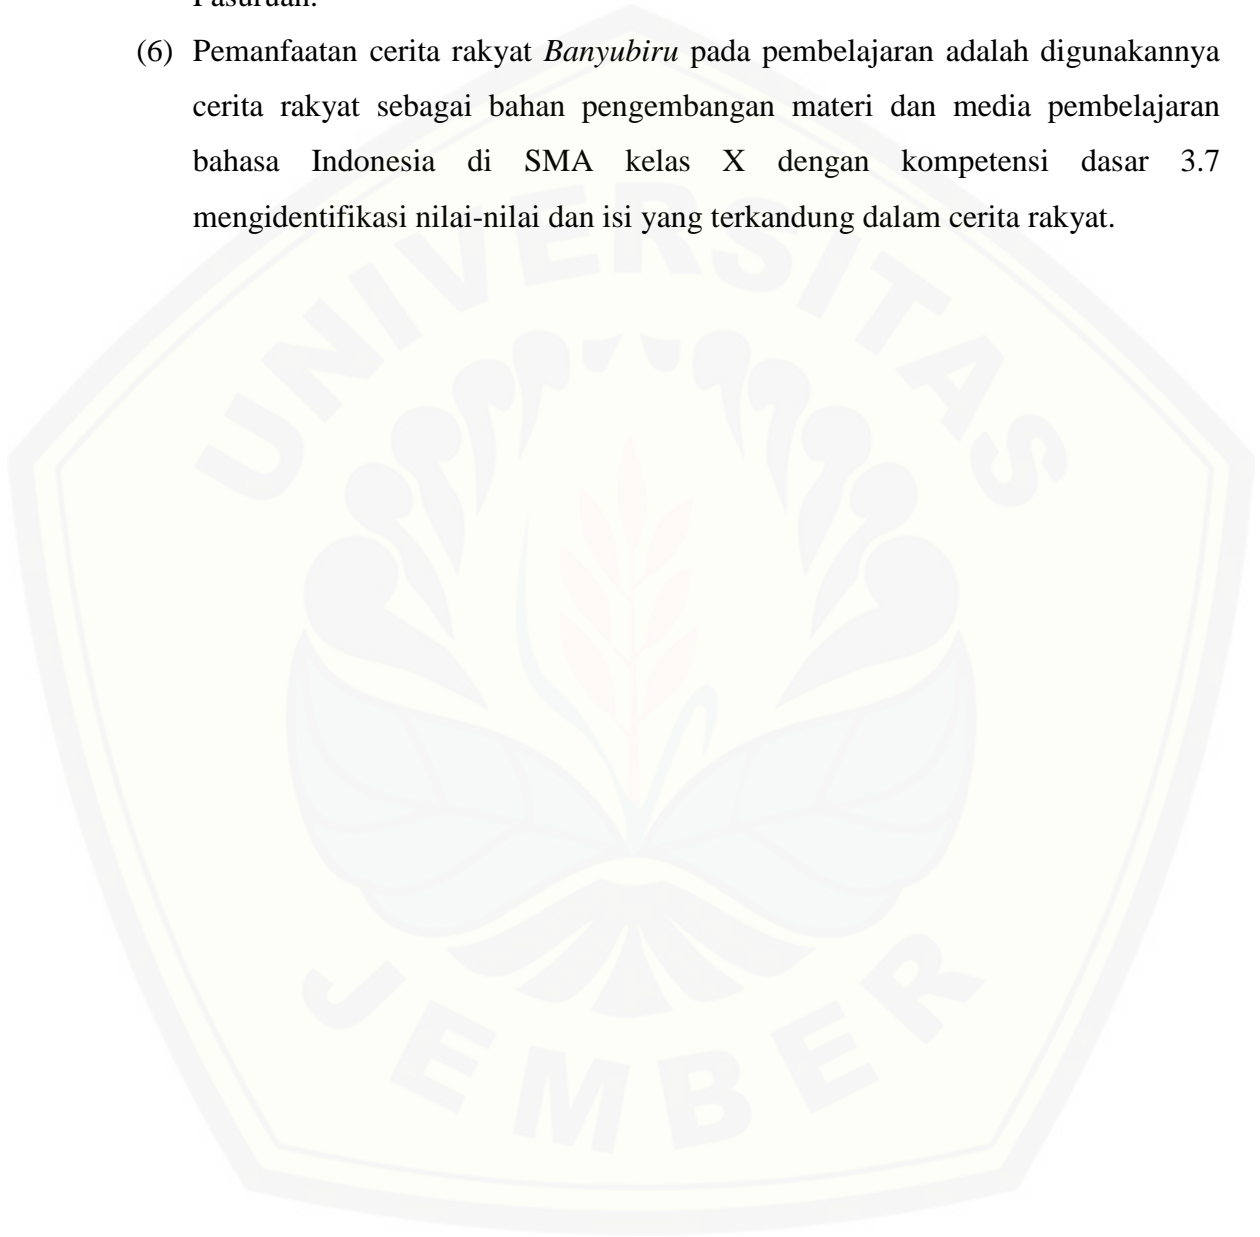 Pasuruan.
(6) Pemanfaatan cerita rakyat Banyubiru pada pembelajaran adalah digunakannya
cerita rakyat sebagai bahan pengembangan materi dan media pembelajaran
bahasa Indonesia di SMA kelas X dengan kompetensi dasar 3.7
mengidentifikasi nilai-nilai dan isi yang terkandung dalam cerita rakyat.
UNIVERSITAS
JEMBER